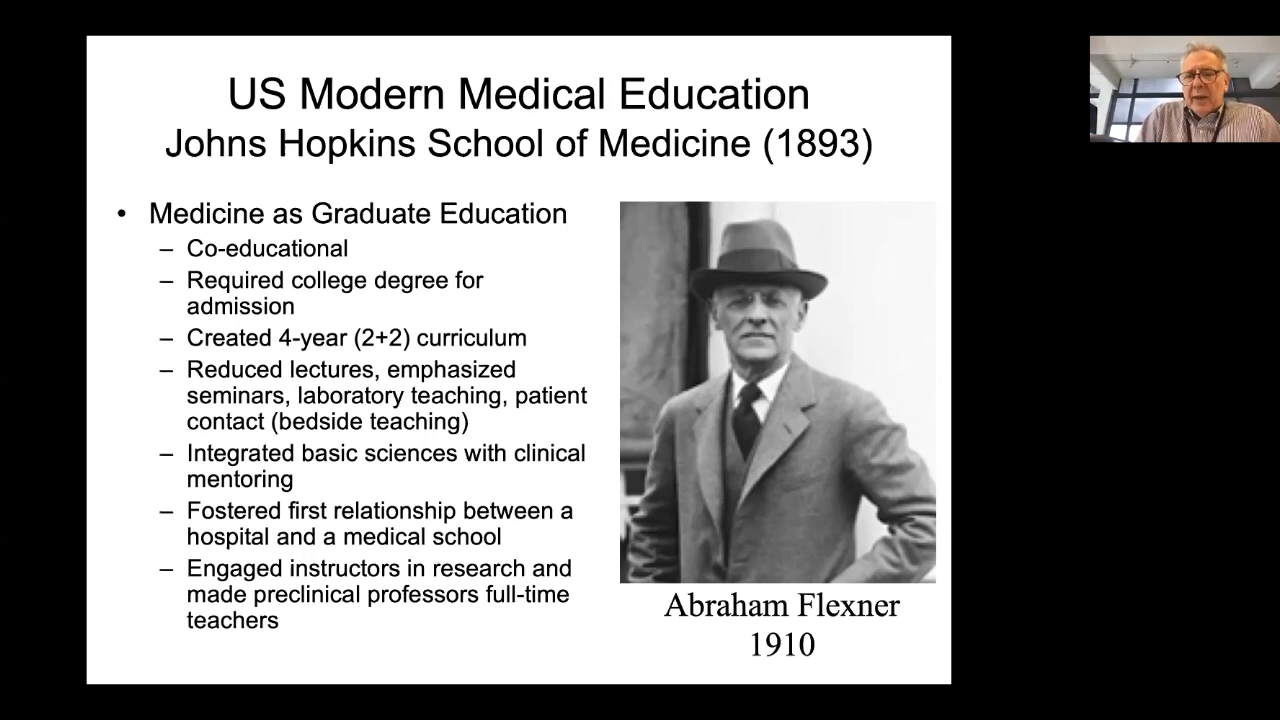 US Modern Medical Education
Johns Hopkins School of Medicine (1893)
• Medicine as Graduate Education
– Co-educational
– Required college degree for
admission
– Created 4-year (2+2) curriculum
– Reduced lectures, emphasized
seminars, laboratory teaching, patient
contact (bedside teaching)
– Integrated basic sciences with clinical
mentoring
– Fostered first relationship between a
hospital and a medical school
– Engaged instructors in research and
made preclinical professors full-time
teachers
Abraham Flexner
1910